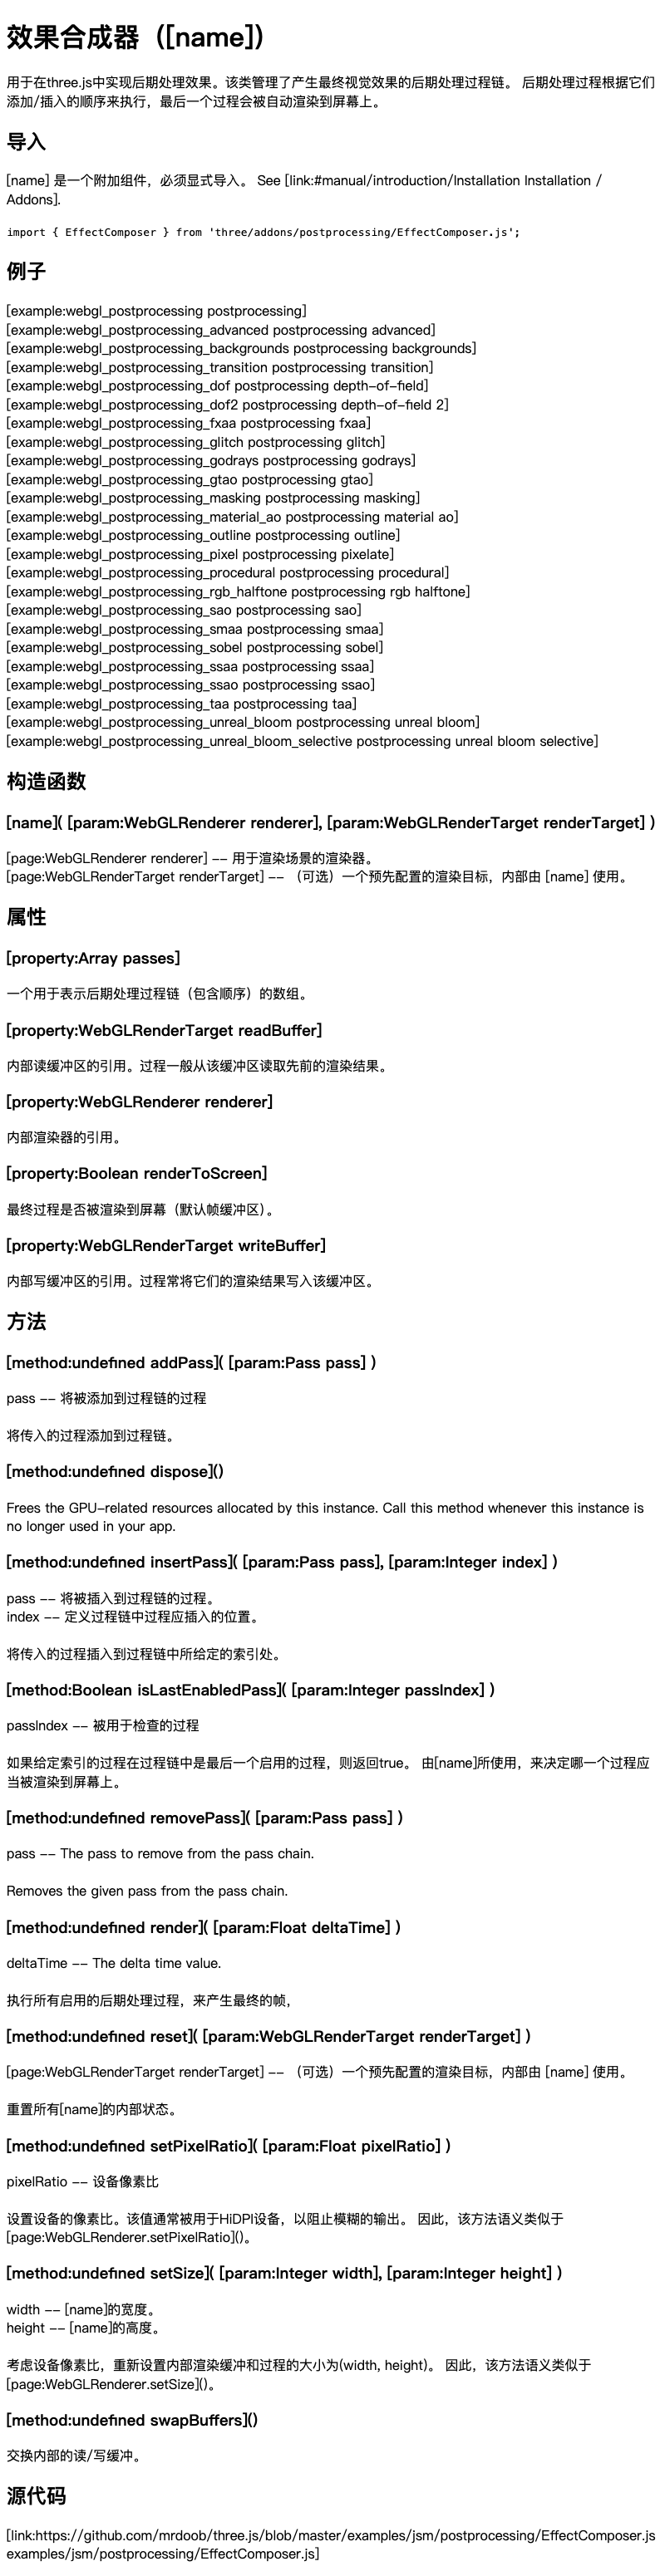 效果合成器（[name]）
用于在three.js中实现后期处理效果。该类管理了产生最终视觉效果的后期处理过程链。 后期处理过程根据它们
添加/插入的顺序来执行，最后一个过程会被自动渲染到屏幕上。
导入
[name] 是一个附加组件，必须显式导入。 See [link:#manual/introduction/Installation Installation /
Addons].
import { EffectComposer } from 'three/addons/postprocessing/EffectComposer.js';
例子
[example:webgl_postprocessing postprocessing]
[example:webgl_postprocessing_advanced postprocessing advanced]
[example:webgl_postprocessing_backgrounds postprocessing backgrounds]
[example:webgl_postprocessing_transition postprocessing transition]
[example:webgl_postprocessing_dof postprocessing depth-of-field]
[example:webgl_postprocessing_dof2 postprocessing depth-of-field 2]
[example:webgl_postprocessing_fxaa postprocessing fxaa]
[example:webgl_postprocessing_glitch postprocessing glitch]
[example:webgl_postprocessing_godrays postprocessing godrays]
[example:webgl_postprocessing_gtao postprocessing gtao]
[example:webgl_postprocessing_masking postprocessing masking]
[example:webgl_postprocessing_material_ao postprocessing material ao]
[example:webgl_postprocessing_outline postprocessing outline]
[example:webgl_postprocessing_pixel postprocessing pixelate]
[example:webgl_postprocessing_procedural postprocessing procedural]
[example:webgl_postprocessing_rgb_halftone postprocessing rgb halftone]
[example:webgl_postprocessing_sao postprocessing sao]
[example:webgl_postprocessing_smaa postprocessing smaa]
[example:webgl_postprocessing_sobel postprocessing sobel]
[example:webgl_postprocessing_ssaa postprocessing ssaa]
[example:webgl_postprocessing_ssao postprocessing ssao]
[example:webgl_postprocessing_taa postprocessing taa]
[example:webgl_postprocessing_unreal_bloom postprocessing unreal bloom]
[example:webgl_postprocessing_unreal_bloom_selective postprocessing unreal bloom selective]
构造函数
[name]( [param:WebGLRenderer renderer], [param:WebGLRenderTarget renderTarget] )
[page:WebGLRenderer renderer] -- 用于渲染场景的渲染器。
[page:WebGLRenderTarget renderTarget] -- （可选）一个预先配置的渲染目标，内部由 [name] 使用。
属性
[property:Array passes]
一个用于表示后期处理过程链（包含顺序）的数组。
[property:WebGLRenderTarget readBuffer]
内部读缓冲区的引用。过程一般从该缓冲区读取先前的渲染结果。
[property:WebGLRenderer renderer]
内部渲染器的引用。
[property:Boolean renderToScreen]
最终过程是否被渲染到屏幕（默认帧缓冲区）。
[property:WebGLRenderTarget writeBuffer]
内部写缓冲区的引用。过程常将它们的渲染结果写入该缓冲区。
方法
[method:undefined addPass]( [param:Pass pass] )
pass -- 将被添加到过程链的过程
将传入的过程添加到过程链。
[method:undefined dispose]()
Frees the GPU-related resources allocated by this instance. Call this method whenever this instance is
no longer used in your app.
[method:undefined insertPass]( [param:Pass pass], [param:Integer index] )
pass -- 将被插入到过程链的过程。
index -- 定义过程链中过程应插入的位置。
将传入的过程插入到过程链中所给定的索引处。
[method:Boolean isLastEnabledPass]( [param:Integer passIndex] )
passIndex -- 被用于检查的过程
如果给定索引的过程在过程链中是最后一个启用的过程，则返回true。 由[name]所使用，来决定哪一个过程应
当被渲染到屏幕上。
[method:undefined removePass]( [param:Pass pass] )
pass -- The pass to remove from the pass chain.
Removes the given pass from the pass chain.
[method:undefined render]( [param:Float deltaTime] )
deltaTime -- The delta time value.
执行所有启用的后期处理过程，来产生最终的帧，
[method:undefined reset]( [param:WebGLRenderTarget renderTarget] )
[page:WebGLRenderTarget renderTarget] -- （可选）一个预先配置的渲染目标，内部由 [name] 使用。
重置所有[name]的内部状态。
[method:undefined setPixelRatio]( [param:Float pixelRatio] )
pixelRatio -- 设备像素比
设置设备的像素比。该值通常被用于HiDPI设备，以阻止模糊的输出。 因此，该方法语义类似于
[page:WebGLRenderer.setPixelRatio]()。
[method:undefined setSize]( [param:Integer width], [param:Integer height] )
width -- [name]的宽度。
height -- [name]的高度。
考虑设备像素比，重新设置内部渲染缓冲和过程的大小为(width, height)。 因此，该方法语义类似于
[page:WebGLRenderer.setSize]()。
[method:undefined swapBuffers]()
交换内部的读/写缓冲。
源代码
[link:https://github.com/mrdoob/three.js/blob/master/examples/jsm/postprocessing/EffectComposer.js
examples/jsm/postprocessing/EffectComposer.js]